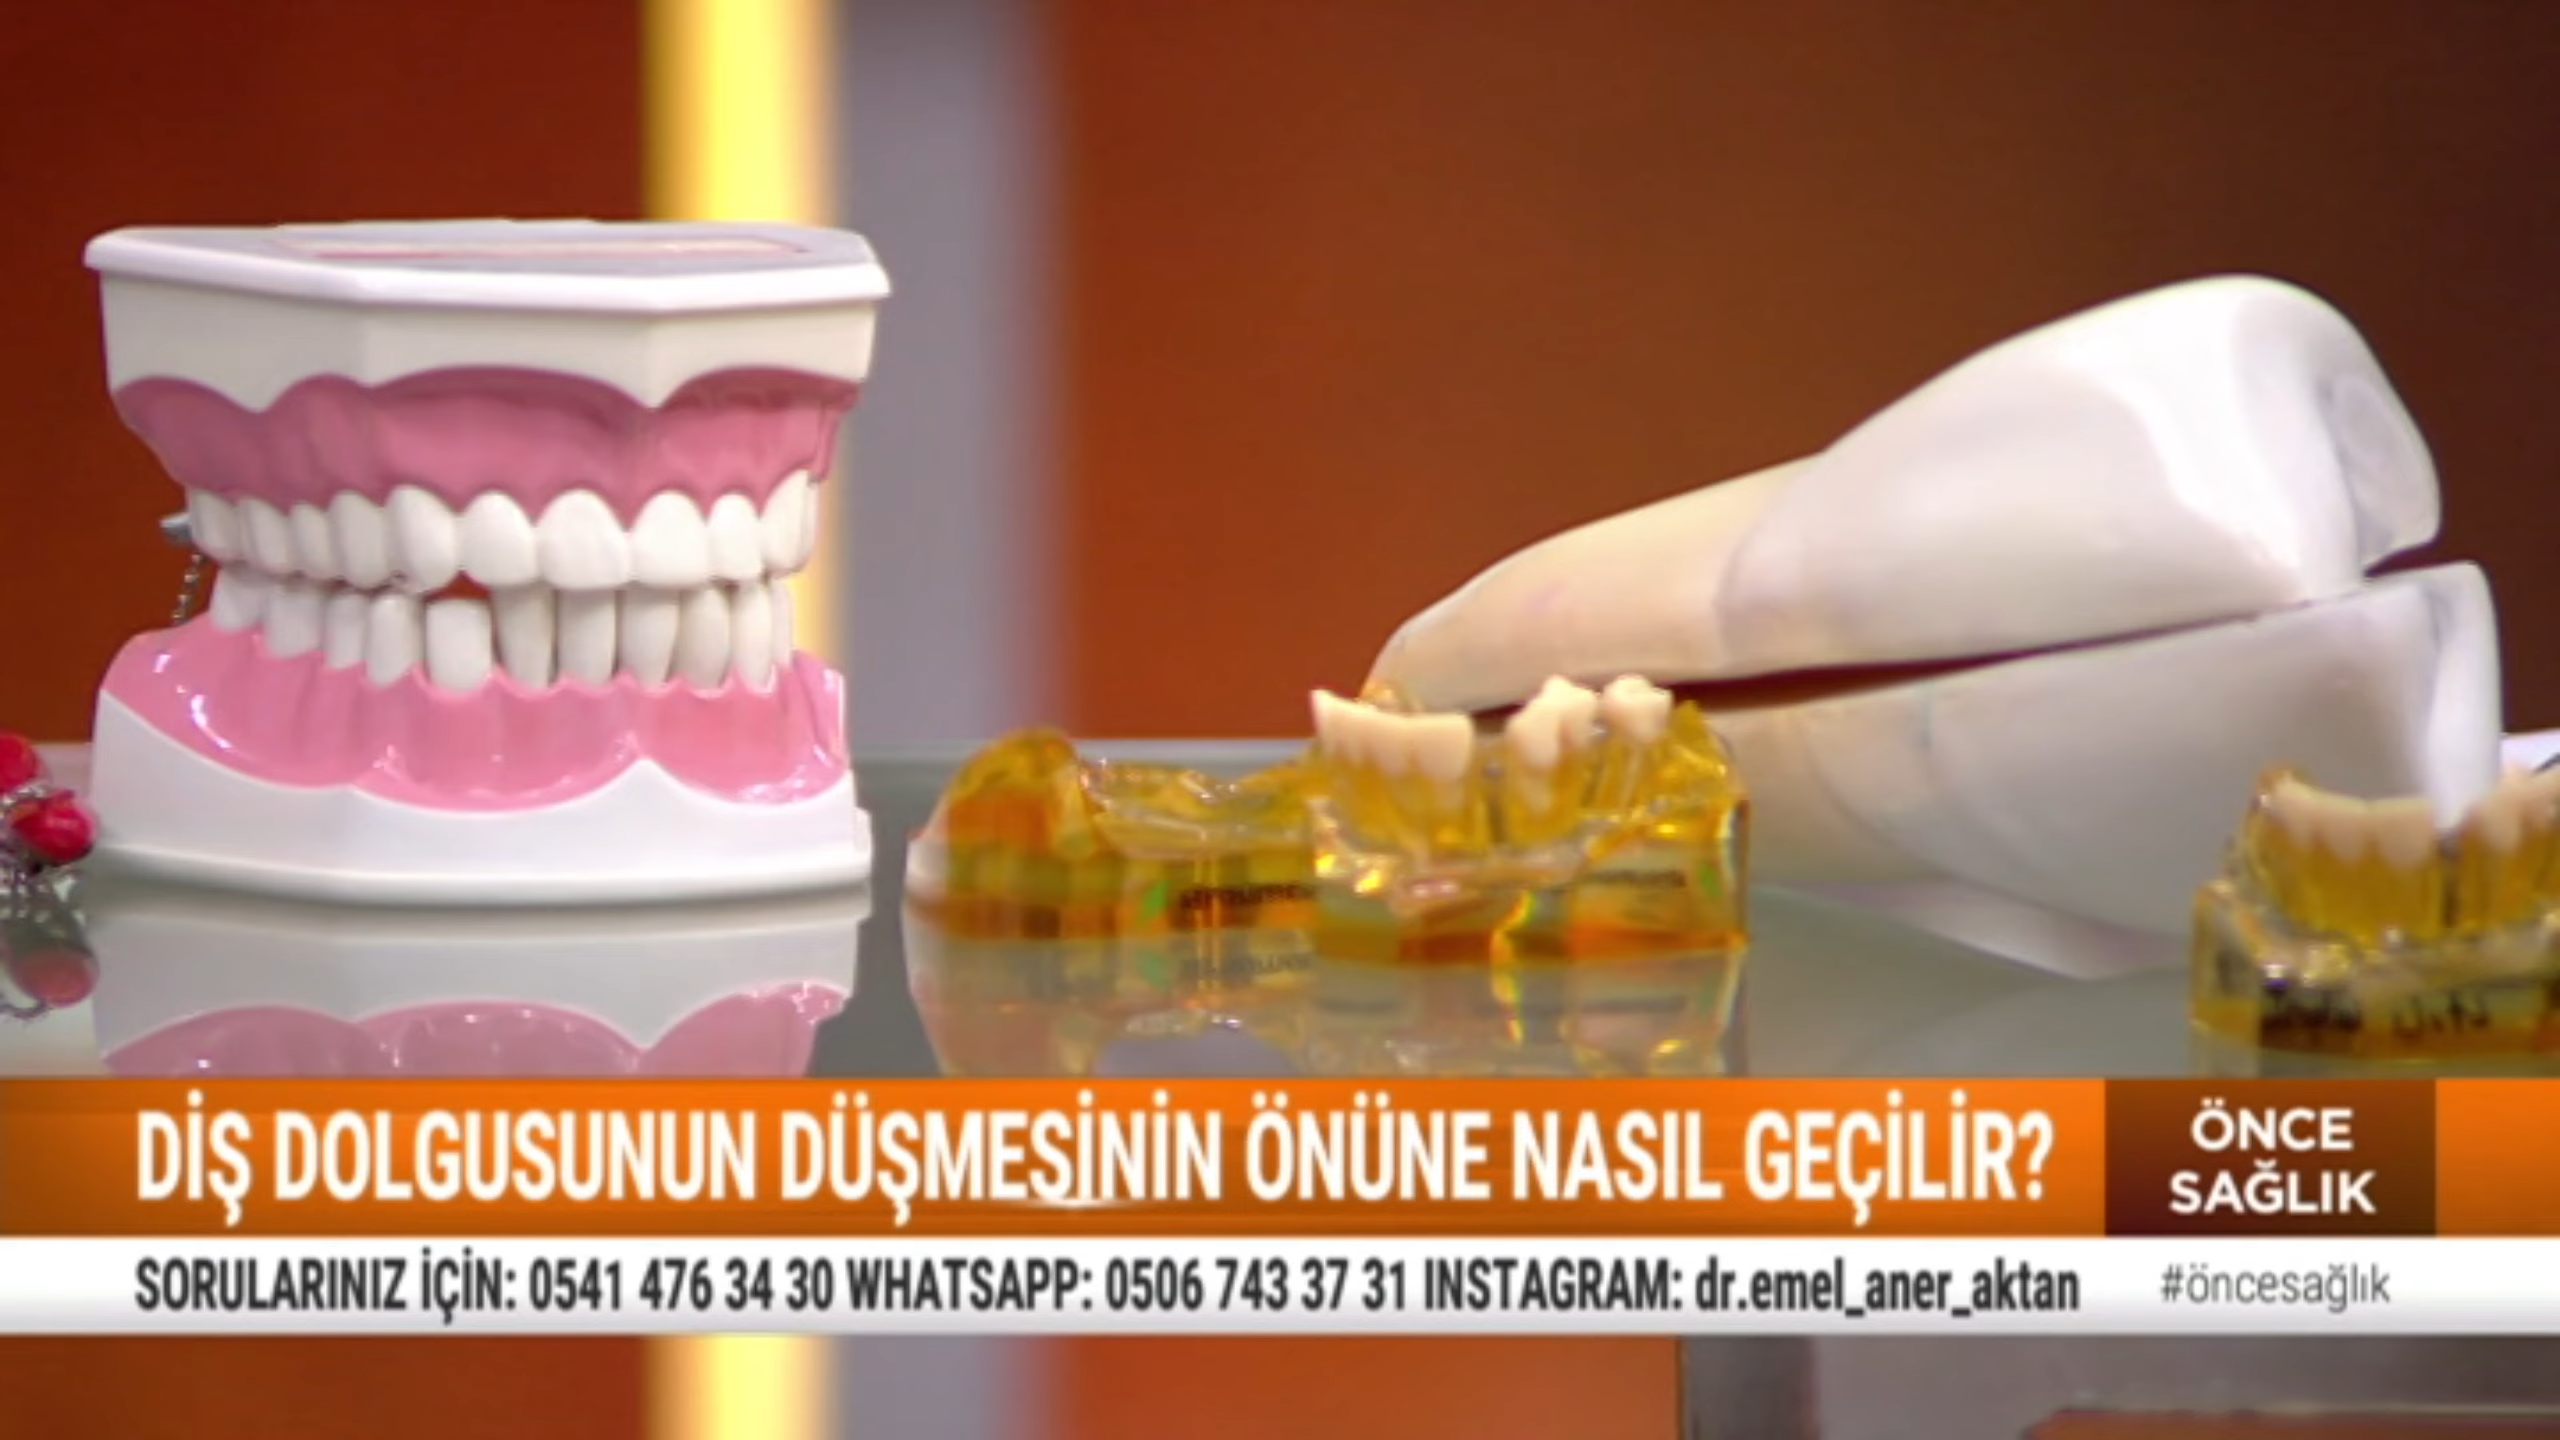 DİŞ DOLGUSUNUN DÜŞMESİNİN ÖNÜNE NASIL GEÇİLİR?
ÖNCE
SAĞLIK
SORULARINIZ İÇİN: 0541 476 34 30 WHATSAPP: 0506 743 37 31 INSTAGRAM: dr.emel_aner_aktan
#öncesağlık